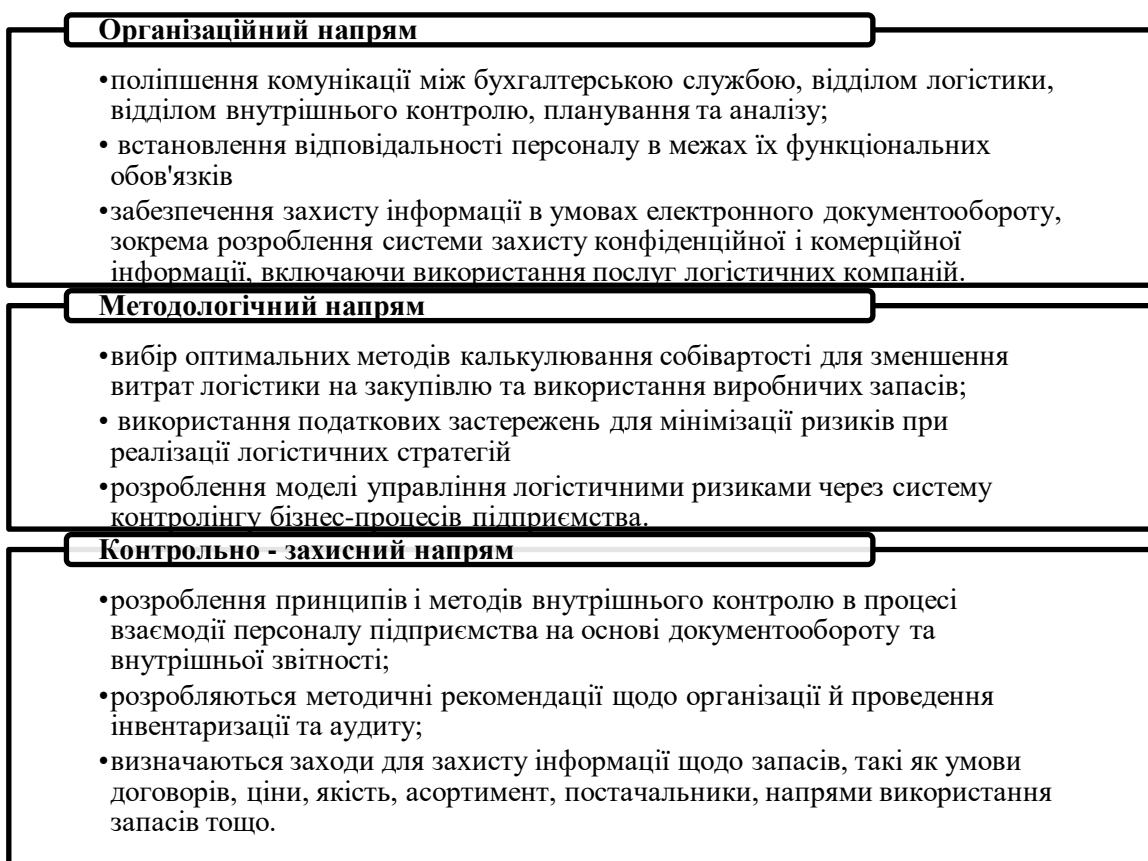 Організаційний напрям
•поліпшення комунікації між бухгалтерською службою, відділом логістики,
відділом внутрішнього контролю, планування та аналізу;
• встановлення відповідальності персоналу в межах їх функціональних
обов'язків
•забезпечення захисту інформації в умовах електронного документообороту,
зокрема розроблення системи захисту конфіденційної і комерційної
інформації, включаючи використання послуг логістичних компаній.
Методологічний напрям
•вибір оптимальних методів калькулювання собівартості для зменшення
витрат логістики на закупівлю та використання виробничих запасів;
• використання податкових застережень для мінімізації ризиків при
реалізації логістичних стратегій
•розроблення моделі управління логістичними ризиками через систему
контролінгу бізнес-процесів підприємства.
Контрольно - захисний напрям
•розроблення принципів і методів внутрішнього контролю в процесі
взаємодії персоналу підприємства на основі документообороту та
внутрішньої звітності;
•розробляються методичні рекомендації щодо організації й проведення
інвентаризації та аудиту;
•визначаються заходи для захисту інформації щодо запасів, такі як умови
договорів, ціни, якість, асортимент, постачальники, напрями використання
запасів тощо.